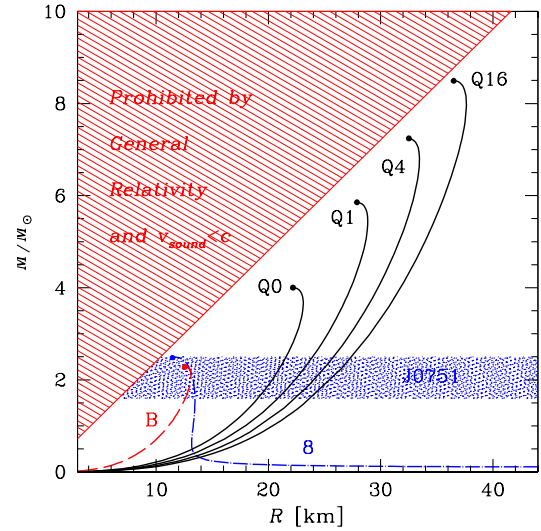 10
8
6
4
2
0
M/M☉
Prohibited by
General
Relativity
and v_sound<c
Q16
Q4
Q1
Q0
J0751
B
8
10 20 30 40
R [km]